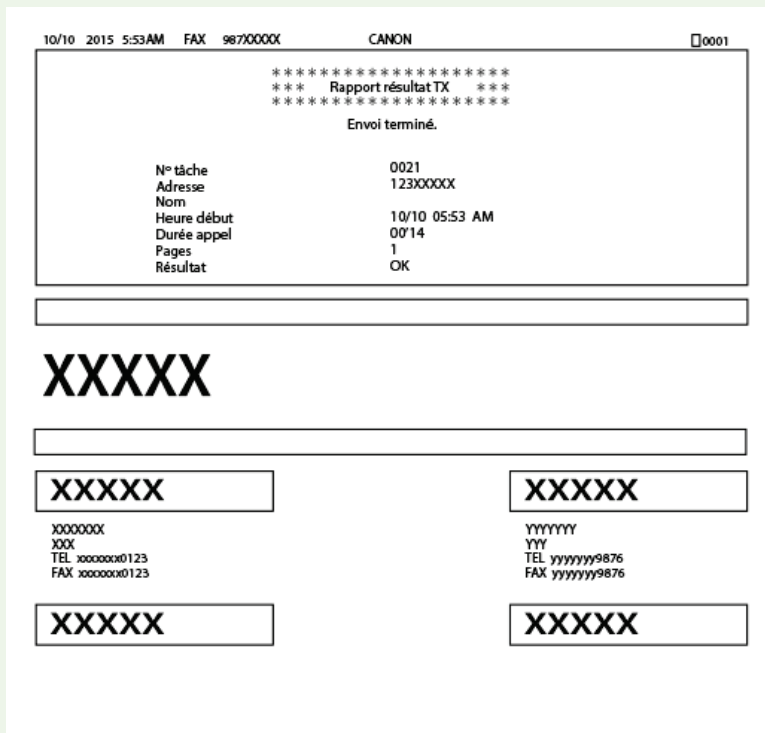 10/10 2015 5:53AM FAX 987XXXXX CANON 0001
* * * * * * * * * * * * * * * * * * * *
* * * Rapport résultat TX * * *
* * * * * * * * * * * * * * * * * * * *
Envoi terminé.
Nº tâche 0021
Adresse 123XXXXX
Nom
Heure début 10/10 05:53 AM
Durée appel 00'14
Pages 1
Résultat OK
XXXXX
XXXXX XXXXX
XXXXXXX YYYYYYY
XXX YYY
TEL xxxxxxx0123 TEL yyyyyyy9876
FAX xxxxxxx0123 FAX yyyyyyy9876
XXXXX XXXXX